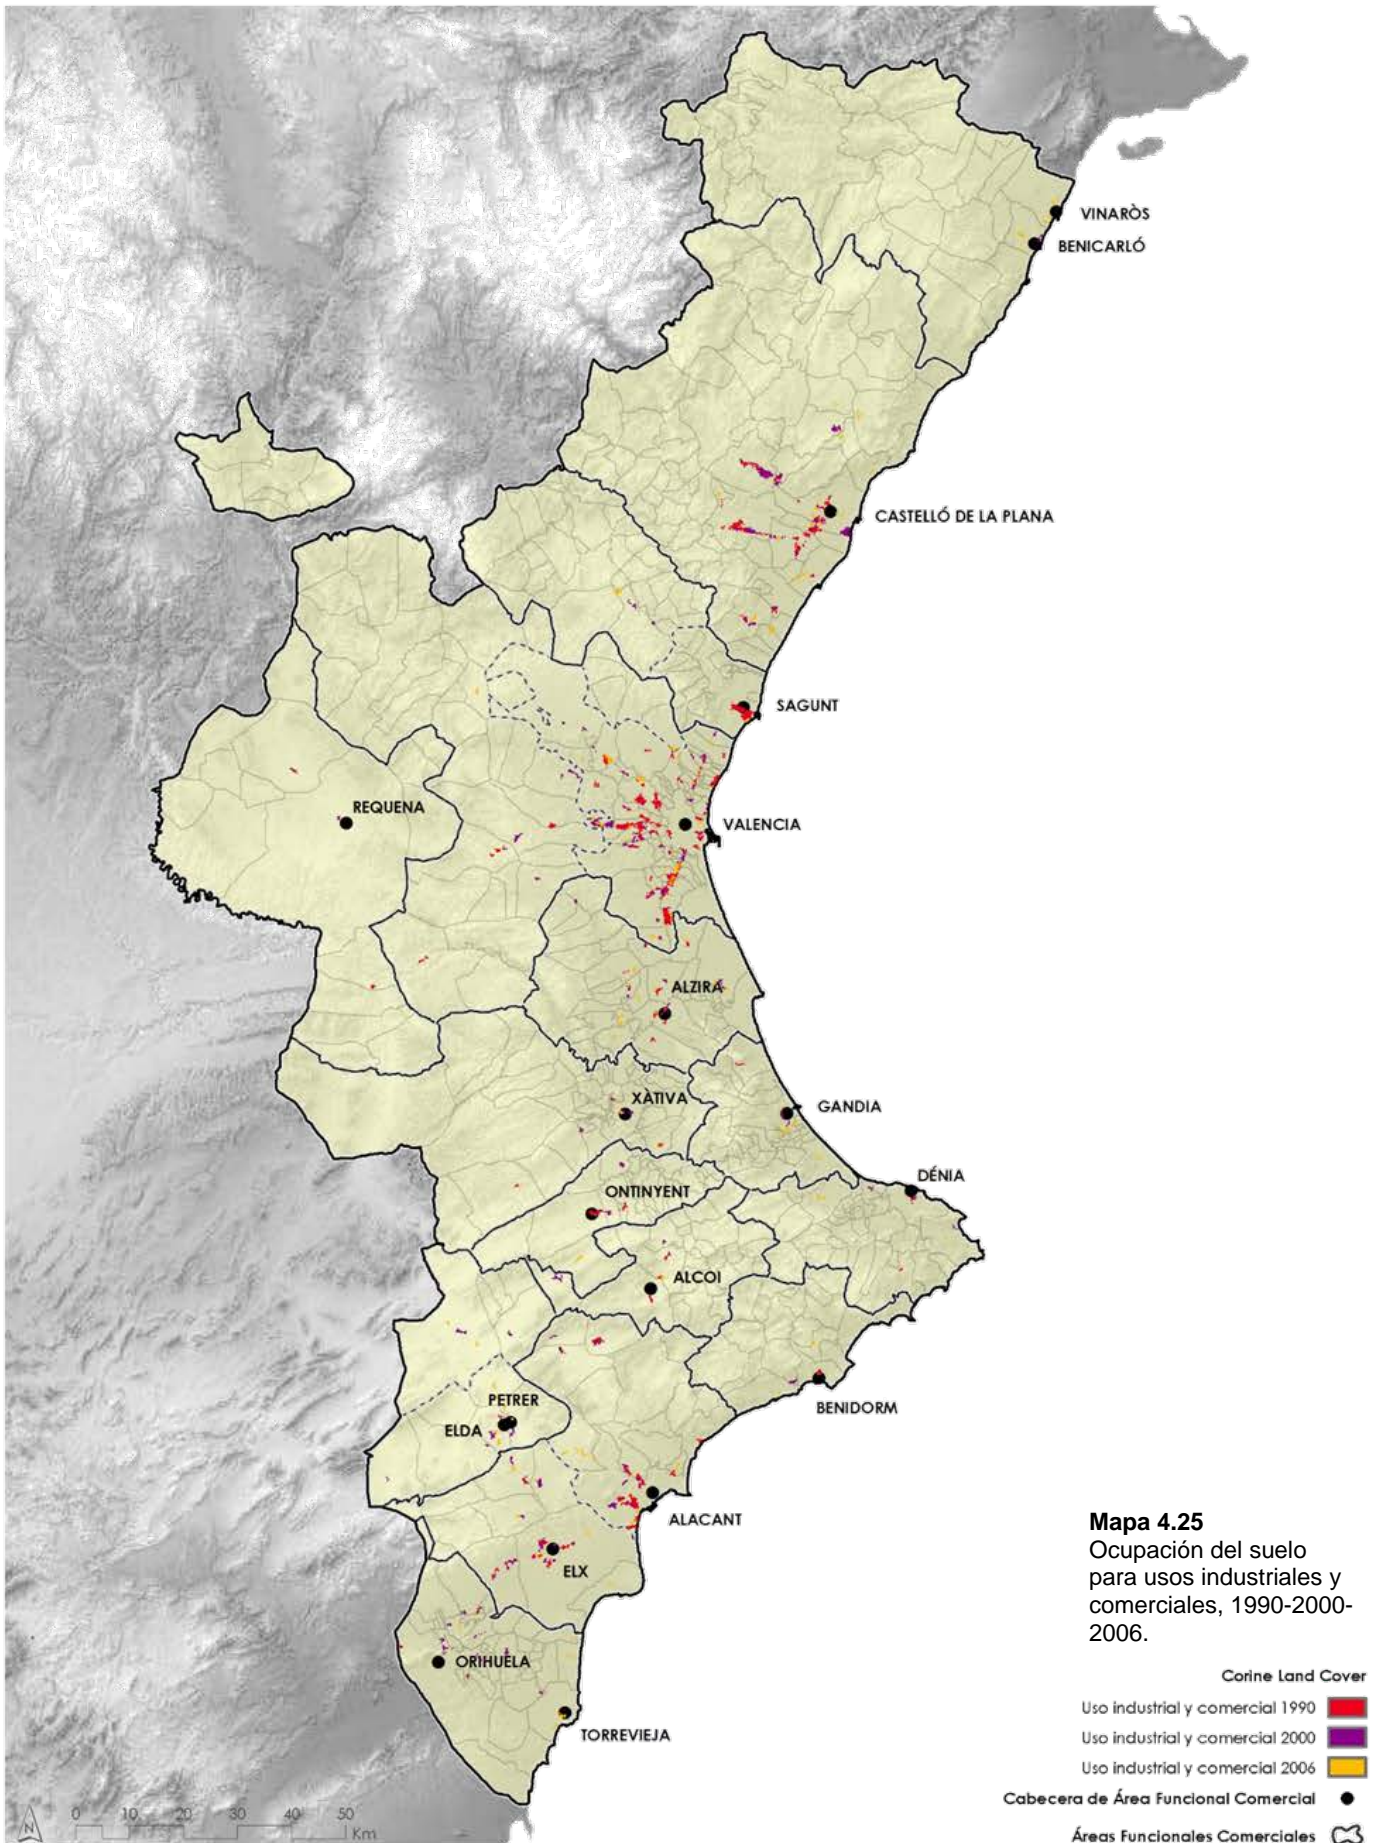 VINARÒS
BENICARLÓ
CASTELLÓ DE LA PLANA
SAGUNT
REQUENA
VALENCIA
ALZIRA
XÀTIVA
GANDIA
DÉNIA
ONTINYENT
ALCOI
PETRER
ELDA
BENIDORM
ALACANT
ELX
ORIHUELA
TORREVIEJA
Mapa 4.25
Ocupación del suelo
para usos industriales y
comerciales, 1990-2000-
2006.
Corine Land Cover
Uso industrial y comercial 1990
Uso industrial y comercial 2000
Uso industrial y comercial 2006
Cabecera de Área Funcional Comercial
Áreas Funcionales Comerciales
N
0 10 20 30 40 50
Km